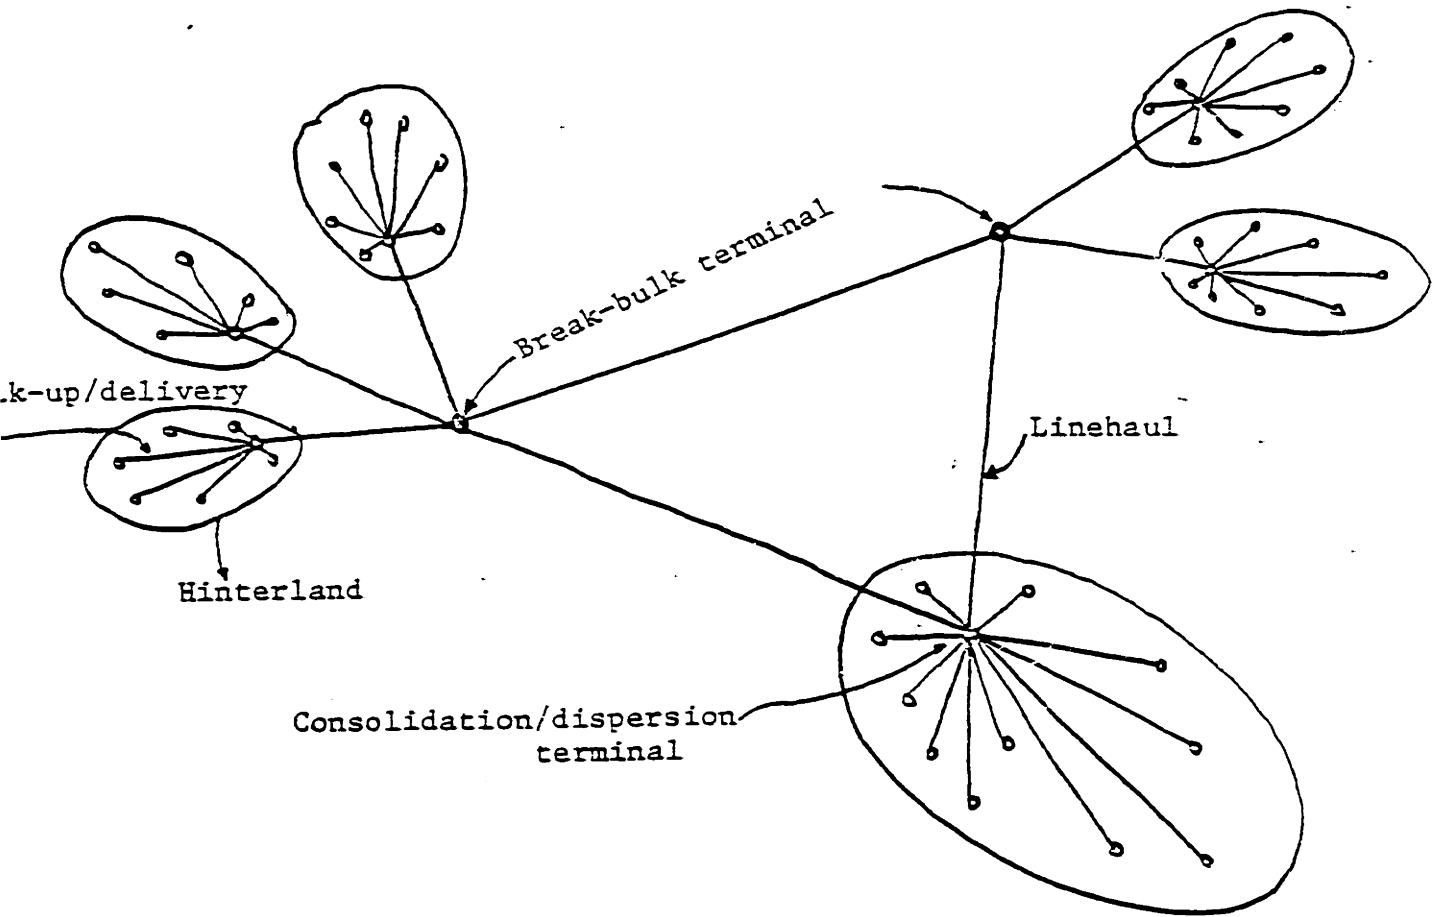 Break-bulk terminal
k-up/delivery
Linehaul
Hinterland
Consolidation/dispersion
terminal